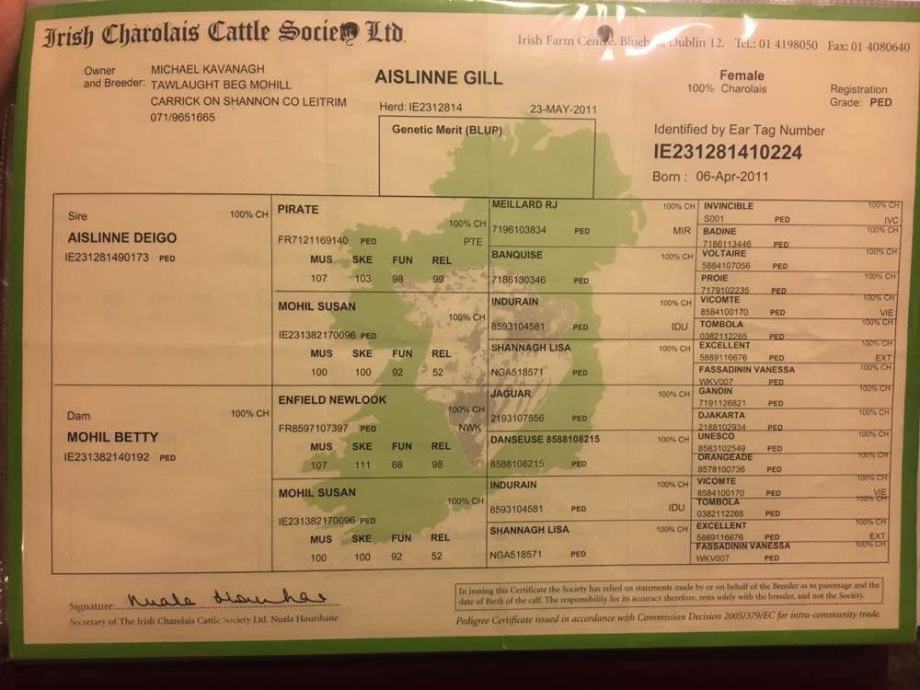 Irish Charolais Cattle Society Ltd.
Irish Farm Centre, Dublin 12. Tel.: 01 4198050 Fax: 01 4080640
Owner and Breeder:
MICHAEL KAVANAGH
TAWLAUGHT BEG MOHILL
CARRICK ON SHANNON CO LEITRIM
071/9651665
AISLINNE GILL
Herd: IE2312814 23-MAY-2011
Genetic Merit (BLUP)
Female
100% Charolais
Registration
Grade: PED
Identified by Ear Tag Number
IE231281410224
Born : 06-Apr-2011
Sire 100% CH
AISLINNE DEIGO
IE231281490173 PED
Dam 100% CH
MOHIL BETTY
IE231382140192 PED
PIRATE
100% CH
FR7121169140 PED PTE
MUS SKE FUN REL
107 103 98 99
MOHIL SUSAN
100% CH
IE231382170096 PED
MUS SKE FUN REL
100 100 92 52
ENFIELD NEWLOOK
100% CH
FR8597107397 PED NWK
MUS SKE FUN REL
107 111 68 98
MOHIL SUSAN
100% CH
IE231382170096 PED
MUS SKE FUN REL
100 100 92 52
MEILLARD RJ 100% CH
7196103834 PED MIR
BANQUISE 100% CH
7186130346 PED
INDURAIN 100% CH
8593104581 PED IDU
SHANNAGH LISA 100% CH
NGA518571 PED
JAGUAR 100% CH
2193107556 PED
DANSEUSE 8588108215 100% CH
8588108215 PED
INDURAIN 100% CH
8593104581 PED IDU
SHANNAGH LISA 100% CH
NGA518571 PED
INVINCIBLE 100% CH
S001 PED IVC
BADINE 100% CH
7186113446 PED
VOLTAIRE 100% CH
5884107056 PED
PROIE 100% CH
7179102235 PED
VICOMTE 100% CH
8584100170 PED VIE
TOMBOLA 100% CH
0382112265 PED
EXCELLENT 100% CH
5889116676 PED EXT
FASSADININ VANESSA 100% CH
WKV007 PED
GANDIN 100% CH
7191126821 PED
DJAKARTA 100% CH
2188102934 PED
UNESCO 100% CH
8583102549 PED
ORANGEADE 100% CH
8578100736 PED
VICOMTE 100% CH
8584100170 PED VIE
TOMBOLA 100% CH
0382112265 PED
EXCELLENT 100% CH
5889116676 PED EXT
FASSADININ VANESSA 100% CH
WKV007 PED
Signature: Nuala Hourihane
Secretary of The Irish Charolais Cattle Society Ltd. Nuala Hourihane
In issuing this Certificate the Society has relied on statements made by or on behalf of the Breeder as to parentage and the
date of Birth of the calf. The responsibility for its accuracy therefore, rests solely with the breeder, and not the Society.
Pedigree Certificate issued in accordance with Commission Decision 2005/379/EC for intra-community trade.